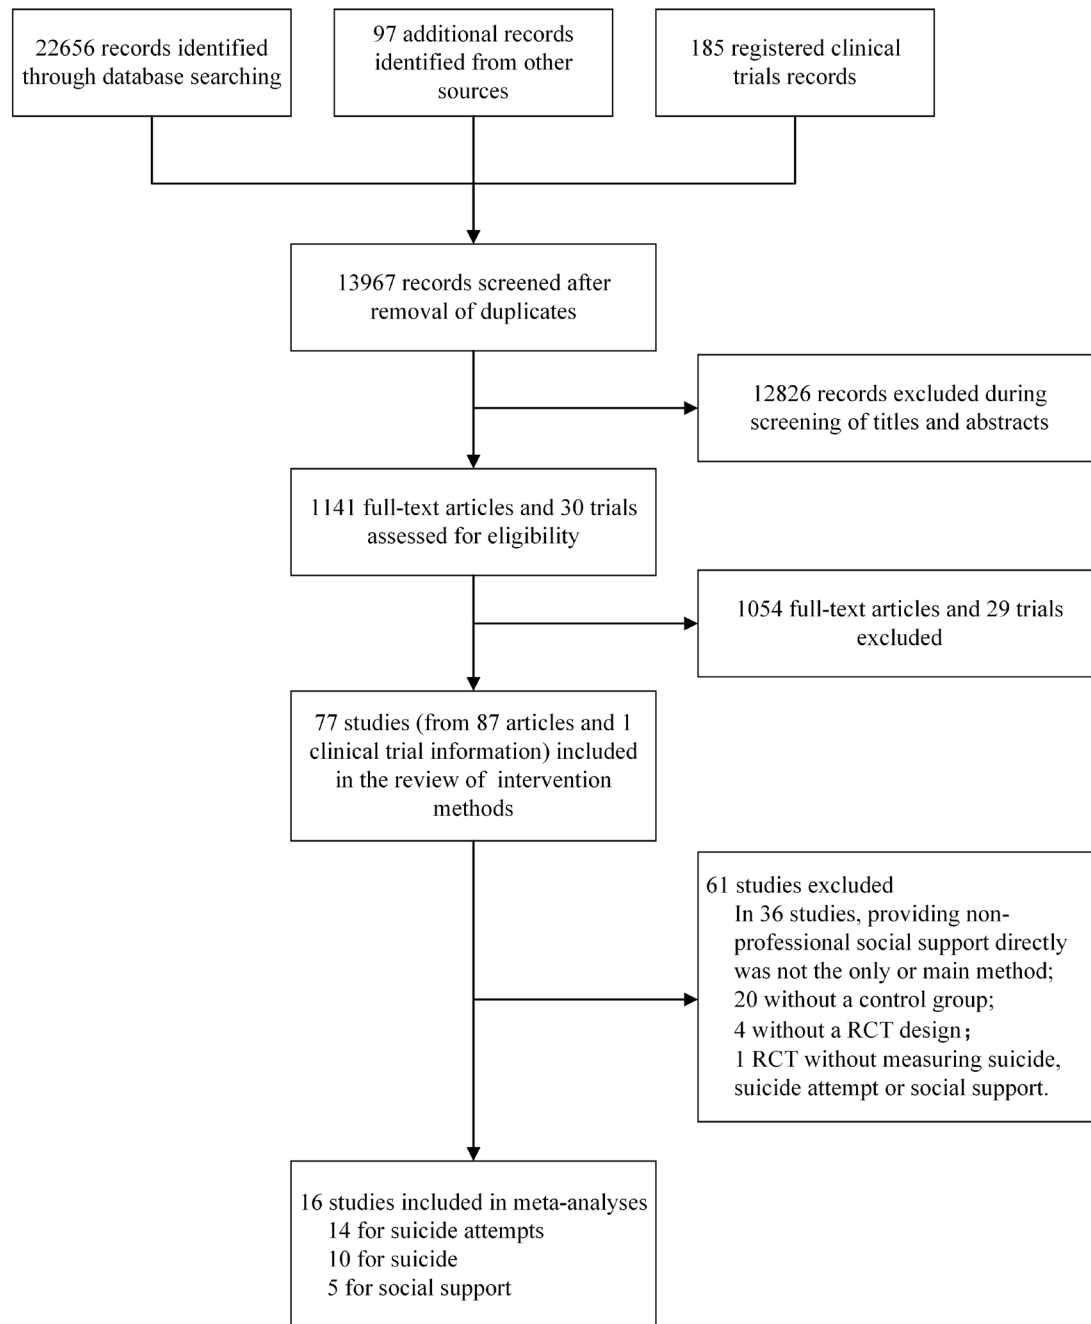 22656 records identified
through database searching
97 additional records
identified from other
sources
185 registered clinical
trials records
13967 records screened after
removal of duplicates
12826 records excluded during
screening of titles and abstracts
1141 full-text articles and 30 trials
assessed for eligibility
1054 full-text articles and 29 trials
excluded
77 studies (from 87 articles and 1
clinical trial information) included
in the review of  intervention
methods
61 studies excluded
In 36 studies, providing non-
professional social support directly
was not the only or main method;
20 without a control group;
4 without a RCT design；
1 RCT without measuring suicide,
suicide attempt or social support.
16 studies included in meta-analyses
14 for suicide attempts
10 for suicide
5 for social support